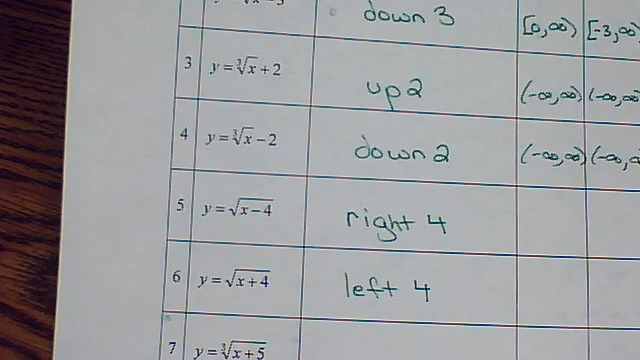 down 3 [0,∞) [-3,∞)
3 y = ∛x + 2 up 2 (-∞,∞) (-∞,∞)
4 y = ∛x - 2 down 2 (-∞,∞) (-∞,
5 y = √(x-4) right 4
6 y = √(x+4) left 4
7 y = ∛(x+5)